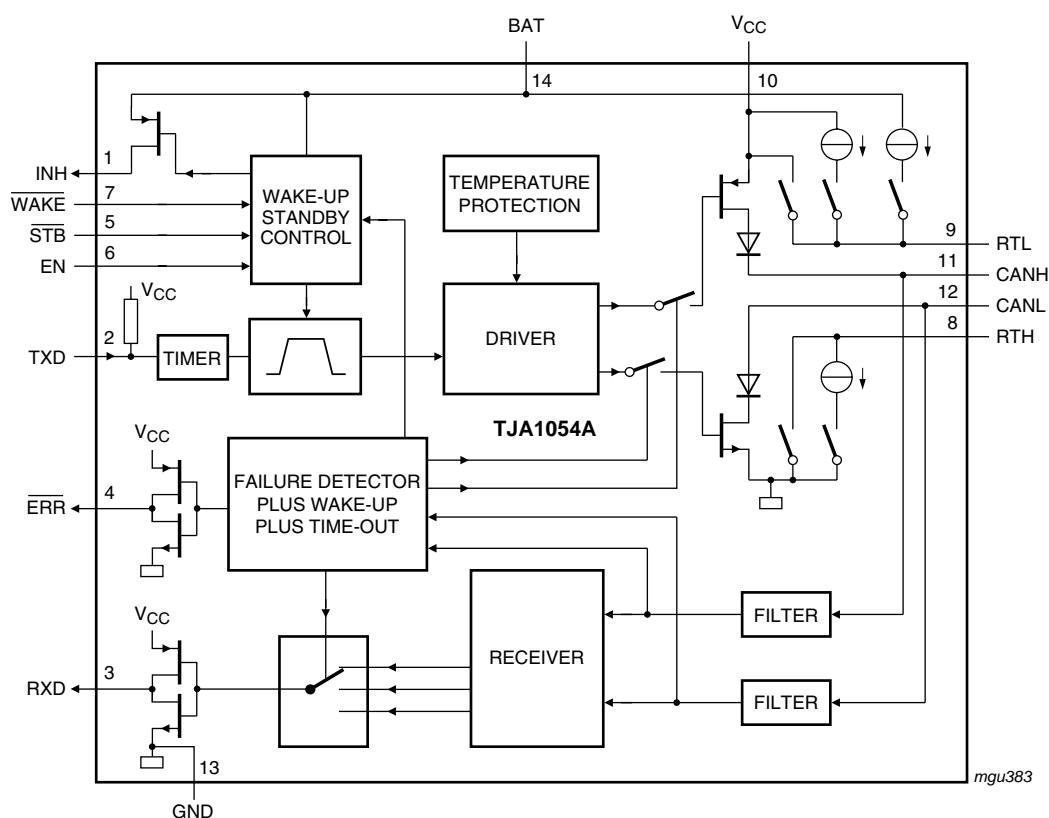 BAT
VCC
14
10
1
INH
7
WAKE
5
STB
6
EN
WAKE-UP
STANDBY
CONTROL
TEMPERATURE
PROTECTION
9
RTL
11
CANH
12
CANL
8
RTH
VCC
2
TXD
TIMER
DRIVER
TJA1054A
VCC
4
ERR
FAILURE DETECTOR
PLUS WAKE-UP
PLUS TIME-OUT
VCC
3
RXD
RECEIVER
FILTER
FILTER
13
GND
mgu383